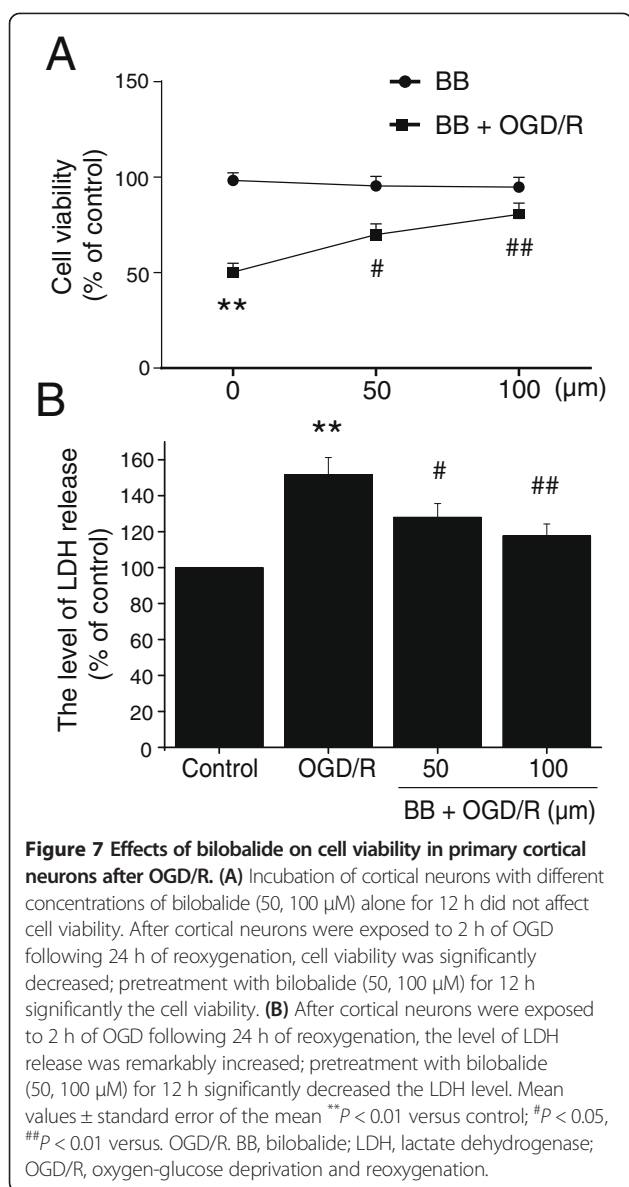 A
BB
BB + OGD/R
Cell viability
(% of control)
150
100
50
0
**
#
##
0 50 100 (µm)
B
The level of LDH release
(% of control)
160
140
120
100
80
60
40
20
0
**
#
##
Control OGD/R 50 100
BB + OGD/R (µm)
Figure 7 Effects of bilobalide on cell viability in primary cortical
neurons after OGD/R. (A) Incubation of cortical neurons with different
concentrations of bilobalide (50, 100 µM) alone for 12 h did not affect
cell viability. After cortical neurons were exposed to 2 h of OGD
following 24 h of reoxygenation, cell viability was significantly
decreased; pretreatment with bilobalide (50, 100 µM) for 12 h
significantly the cell viability. (B) After cortical neurons were exposed
to 2 h of OGD following 24 h of reoxygenation, the level of LDH
release was remarkably increased; pretreatment with bilobalide
(50, 100 µM) for 12 h significantly decreased the LDH level. Mean
values ± standard error of the mean **P < 0.01 versus control; #P < 0.05,
##P < 0.01 versus. OGD/R. BB, bilobalide; LDH, lactate dehydrogenase;
OGD/R, oxygen-glucose deprivation and reoxygenation.